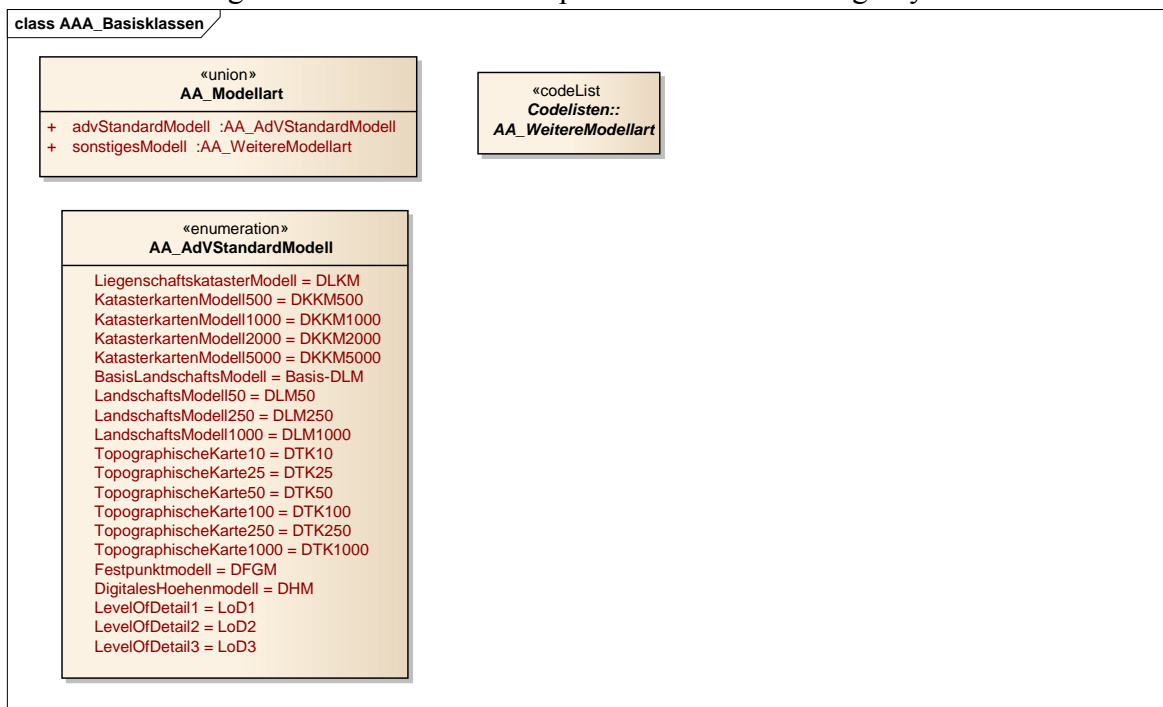 class AAA_Basisklassen
«union»
AA_Modellart
+ advStandardModell :AA_AdVStandardModell
+ sonstigesModell :AA_WeitereModellart
«codeList
Codelisten::
AA_WeitereModellart
«enumeration»
AA_AdVStandardModell
LiegenschaftskatasterModell = DLKM
KatasterkartenModell500 = DKKM500
KatasterkartenModell1000 = DKKM1000
KatasterkartenModell2000 = DKKM2000
KatasterkartenModell5000 = DKKM5000
BasisLandschaftsModell = Basis-DLM
LandschaftsModell50 = DLM50
LandschaftsModell250 = DLM250
LandschaftsModell1000 = DLM1000
TopographischeKarte10 = DTK10
TopographischeKarte25 = DTK25
TopographischeKarte50 = DTK50
TopographischeKarte100 = DTK100
TopographischeKarte250 = DTK250
TopographischeKarte1000 = DTK1000
Festpunktmodell = DFGM
DigitalesHoehenmodell = DHM
LevelOfDetail1 = LoD1
LevelOfDetail2 = LoD2
LevelOfDetail3 = LoD3